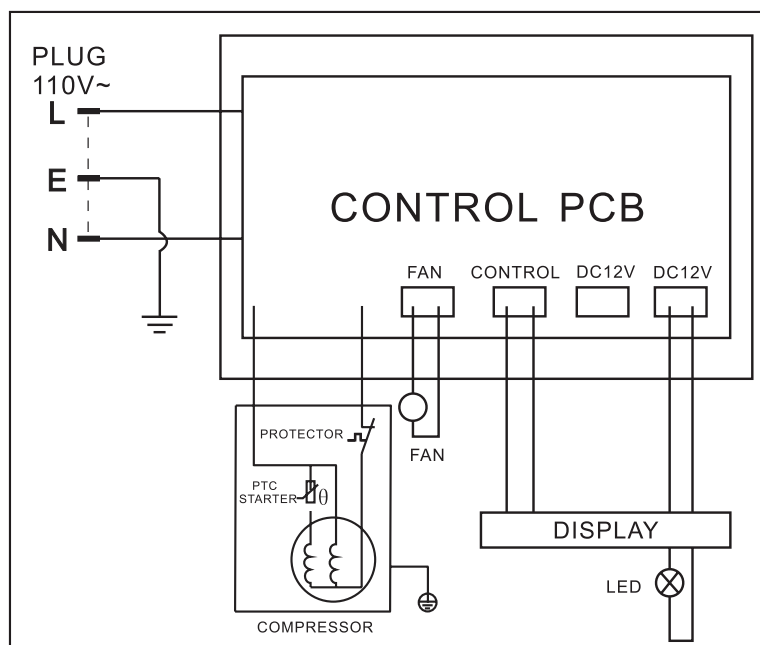 PLUG
110V~
L
E
N
CONTROL PCB
FAN
CONTROL
DC12V
DC12V
PROTECTOR
FAN
PTC
STARTER
θ
DISPLAY
LED
COMPRESSOR